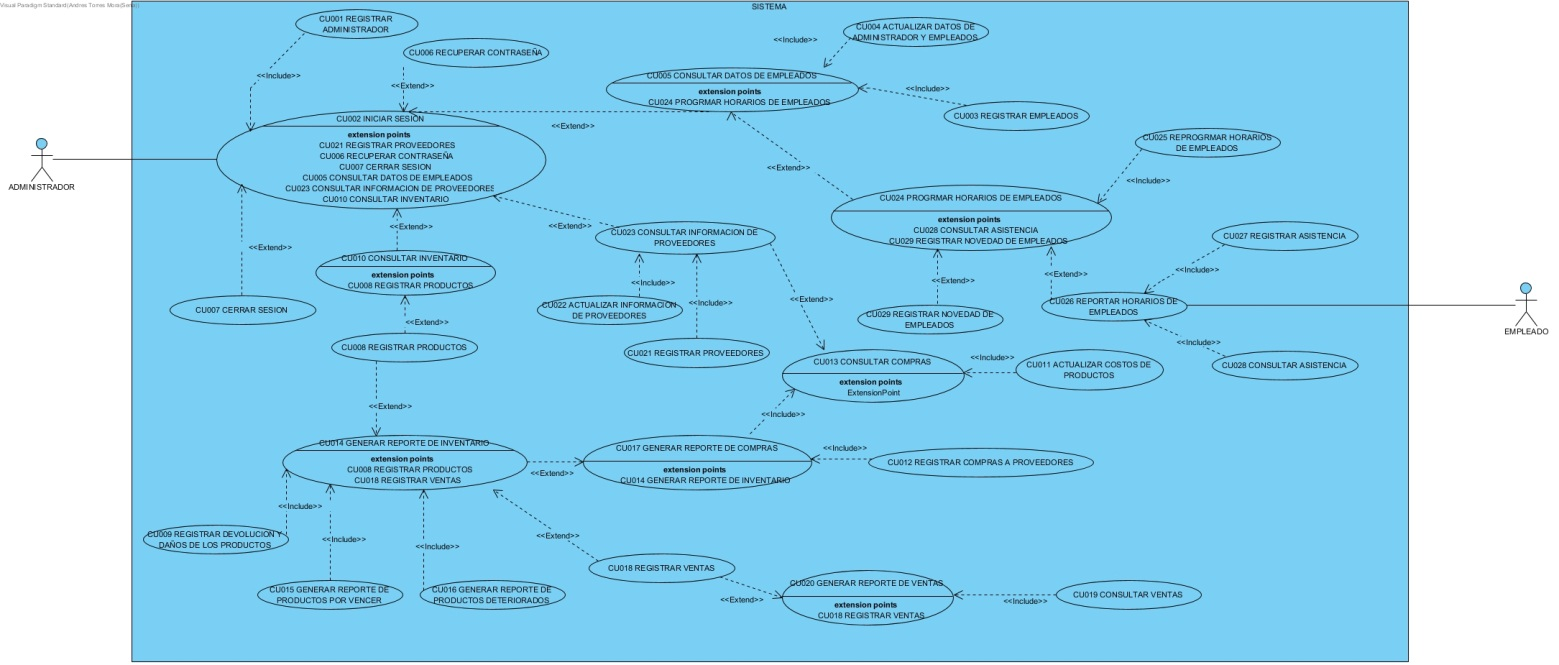 Visual Paradigm Standard(Andrea Torres Mora(Sena))
SISTEMA
CU001 REGISTRAR
ADMINISTRADOR
<<Include>>
CU006 RECUPERAR CONTRASEÑA
<<Extend>>
CU004 ACTUALIZAR DATOS DE
ADMINISTRADOR Y EMPLEADOS
<<Include>>
CU005 CONSULTAR DATOS DE EMPLEADOS
extension points
CU024 PROGRMAR HORARIOS DE EMPLEADOS
<<Include>>
CU003 REGISTRAR EMPLEADOS
<<Extend>>
CU002 INICIAR SESION
extension points
CU021 REGISTRAR PROVEEDORES
CU006 RECUPERAR CONTRASEÑA
CU007 CERRAR SESION
CU005 CONSULTAR DATOS DE EMPLEADOS
CU023 CONSULTAR INFORMACION DE PROVEEDORES
CU010 CONSULTAR INVENTARIO
ADMINISTRADOR
CU025 REPROGRMAR HORARIOS
DE EMPLEADOS
<<Extend>>
<<Include>>
CU024 PROGRMAR HORARIOS DE EMPLEADOS
extension points
CU028 CONSULTAR ASISTENCIA
CU029 REGISTRAR NOVEDAD DE EMPLEADOS
<<Extend>>
<<Extend>>
CU023 CONSULTAR INFORMACION DE
PROVEEDORES
CU027 REGISTRAR ASISTENCIA
<<Extend>>
CU010 CONSULTAR INVENTARIO
extension points
CU008 REGISTRAR PRODUCTOS
<<Include>>
<<Extend>>
<<Include>>
<<Include>>
<<Extend>>
<<Extend>>
CU007 CERRAR SESION
CU022 ACTUALIZAR INFORMACION
DE PROVEEDORES
CU029 REGISTRAR NOVEDAD DE
EMPLEADOS
CU026 REPORTAR HORARIOS DE
EMPLEADOS
EMPLEADO
<<Extend>>
CU008 REGISTRAR PRODUCTOS
CU021 REGISTRAR PROVEEDORES
<<Include>>
CU028 CONSULTAR ASISTENCIA
CU013 CONSULTAR COMPRAS
extension points
ExtensionPoint
<<Include>>
CU011 ACTUALIZAR COSTOS DE
PRODUCTOS
<<Extend>>
<<Include>>
CU014 GENERAR REPORTE DE INVENTARIO
extension points
CU008 REGISTRAR PRODUCTOS
CU018 REGISTRAR VENTAS
<<Extend>>
CU017 GENERAR REPORTE DE COMPRAS
extension points
CU014 GENERAR REPORTE DE INVENTARIO
<<Include>>
CU012 REGISTRAR COMPRAS A PROVEEDORES
<<Include>>
CU009 REGISTRAR DEVOLUCION Y
DAÑOS DE LOS PRODUCTOS
<<Include>>
<<Include>>
<<Extend>>
CU015 GENERAR REPORTE DE
PRODUCTOS POR VENCER
CU016 GENERAR REPORTE DE
PRODUCTOS DETERIORADOS
CU018 REGISTRAR VENTAS
<<Extend>>
CU020 GENERAR REPORTE DE VENTAS
extension points
CU018 REGISTRAR VENTAS
<<Include>>
CU019 CONSULTAR VENTAS